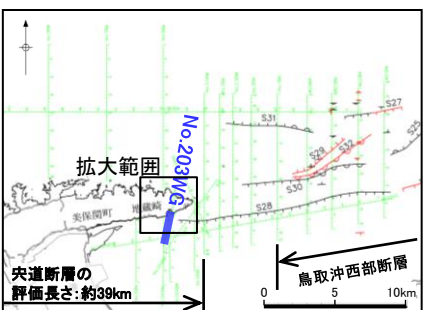 No.203WG
S27
S31
S25
S29
S32
拡大範囲
S30
美保関町
地蔵崎
S28
宍道断層の
評価長さ：約39km
鳥取沖西部断層
0 5 10km